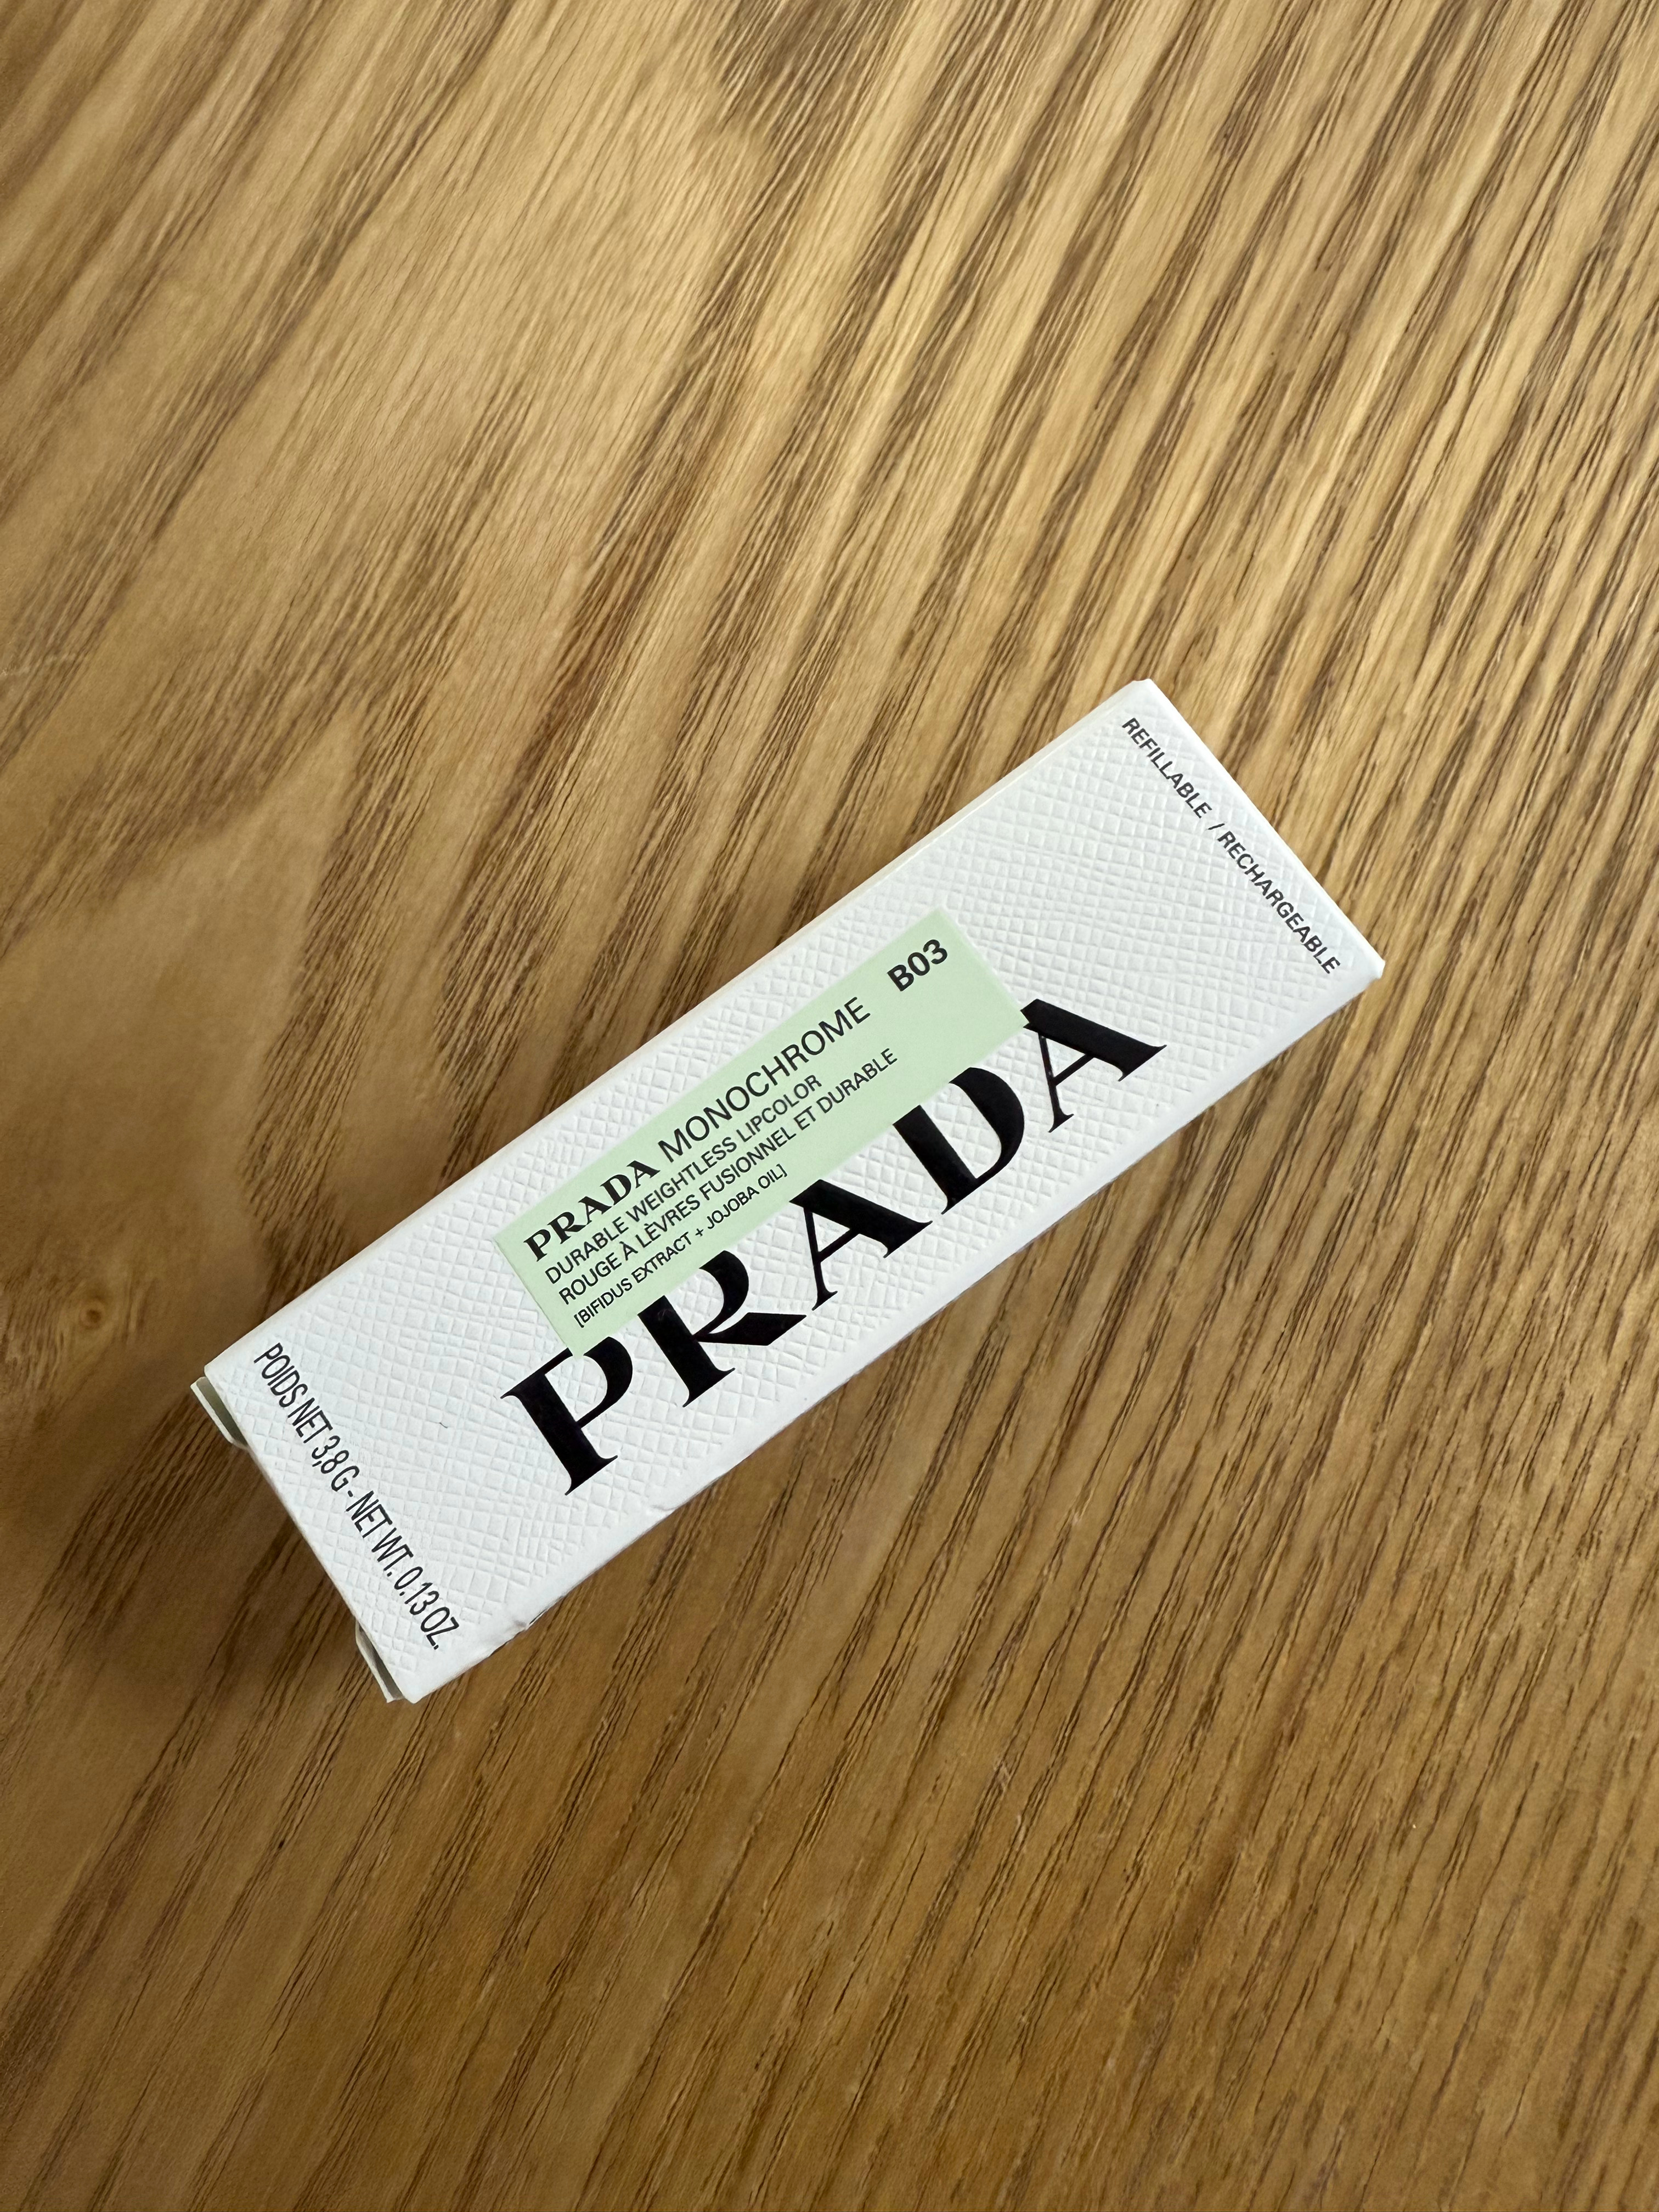 REFILLABLE / RECHARGEABLE
PRADA MONOCHROME B03
DURABLE WEIGHTLESS LIPCOLOR
ROUGE À LÈVRES FUSIONNEL ET DURABLE
[BIFIDUS EXTRACT + JOJOBA OIL]
PRADA
POIDS NET 3,8 G - NET WT. 0.13 OZ.